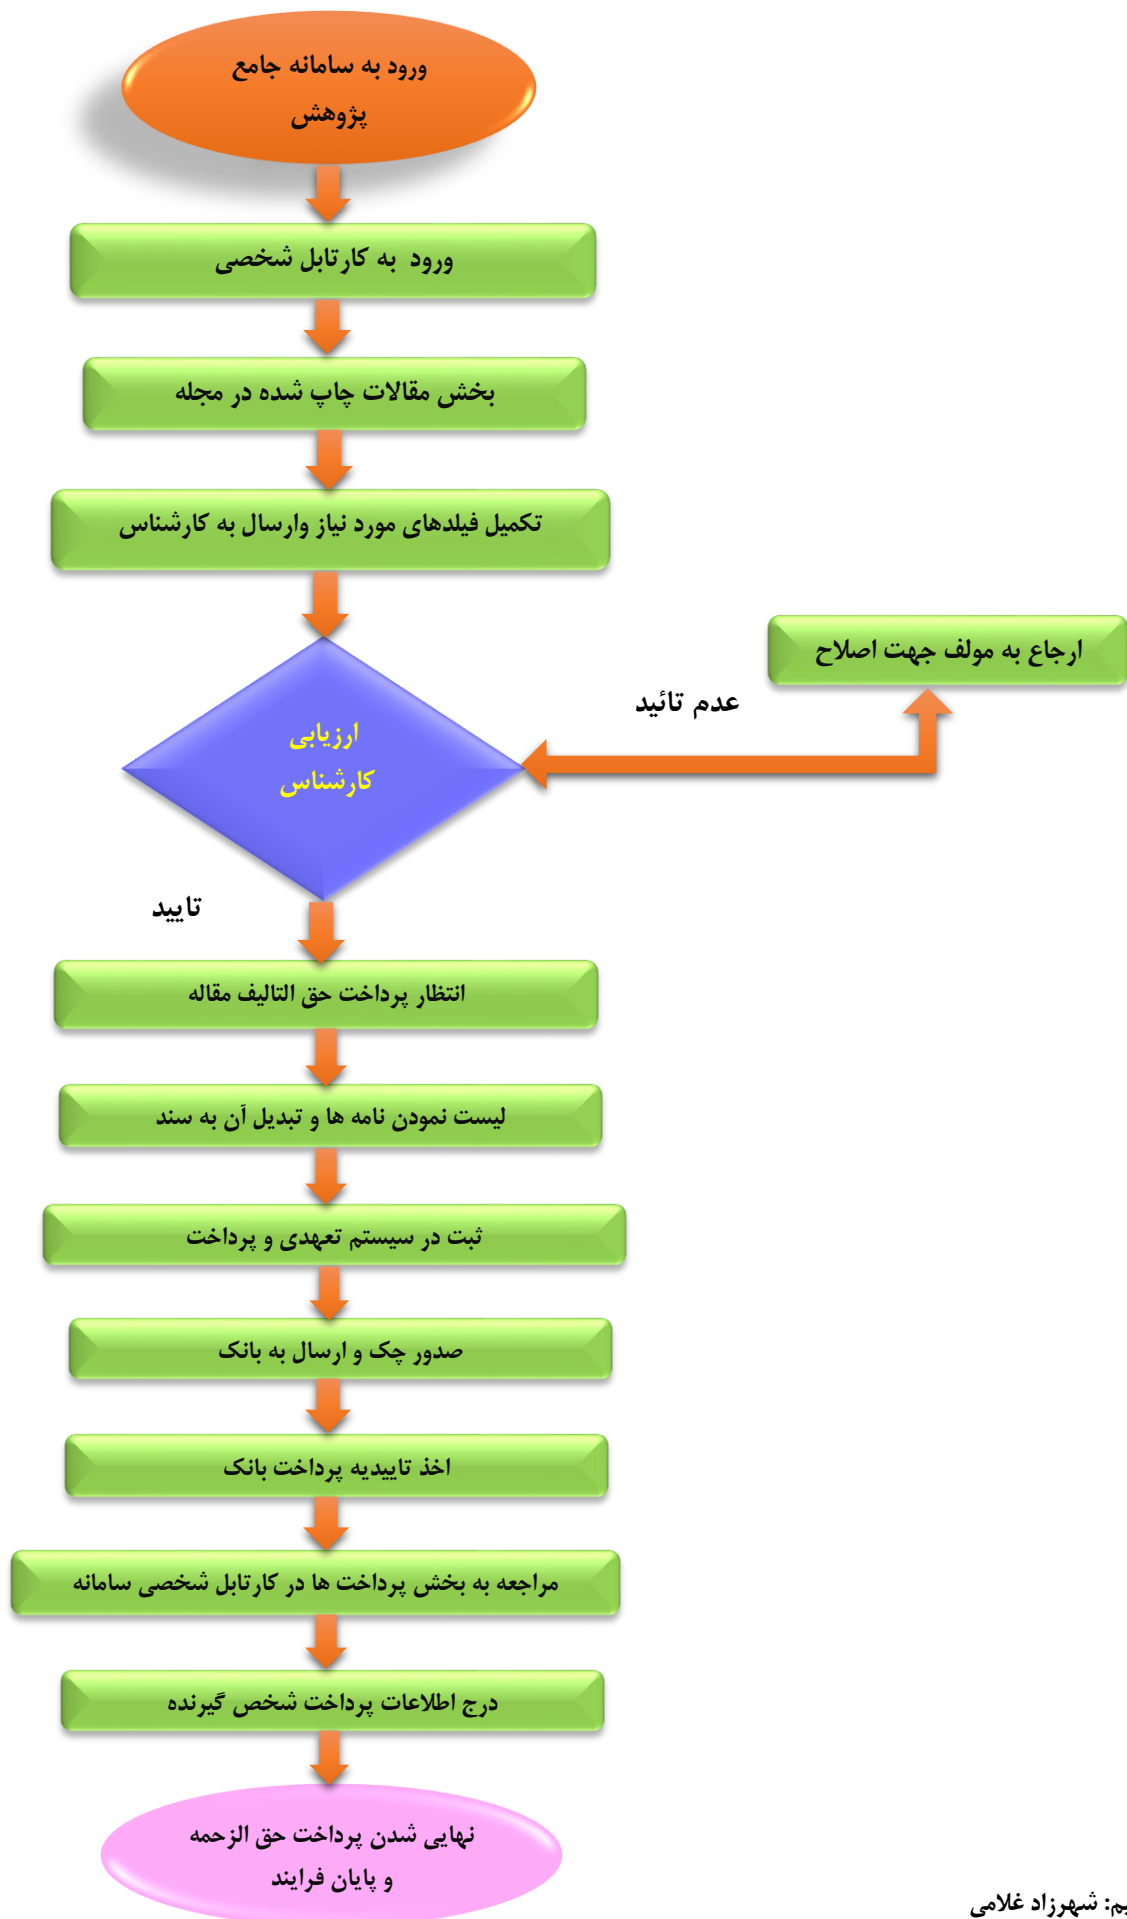 ورود به سامانه جامع
پژوهش
ورود به کارتابل شخصی
بخش مقالات چاپ شده در مجله
تکمیل فیلدهای مورد نیاز وارسال به کارشناس
ارجاع به مولف جهت اصلاح
عدم تائید
ارزیابی
کارشناس
تایید
انتظار پرداخت حق التالیف مقاله
لیست نمودن نامه ها و تبدیل آن به سند
ثبت در سیستم تعهدی و پرداخت
صدور چک و ارسال به بانک
اخذ تاییدیه پرداخت بانک
مراجعه به بخش پرداخت ها در کارتابل شخصی سامانه
درج اطلاعات پرداخت شخص گیرنده
نهایی شدن پرداخت حق الزحمه
و پایان فرایند
شهرزاد غلامی